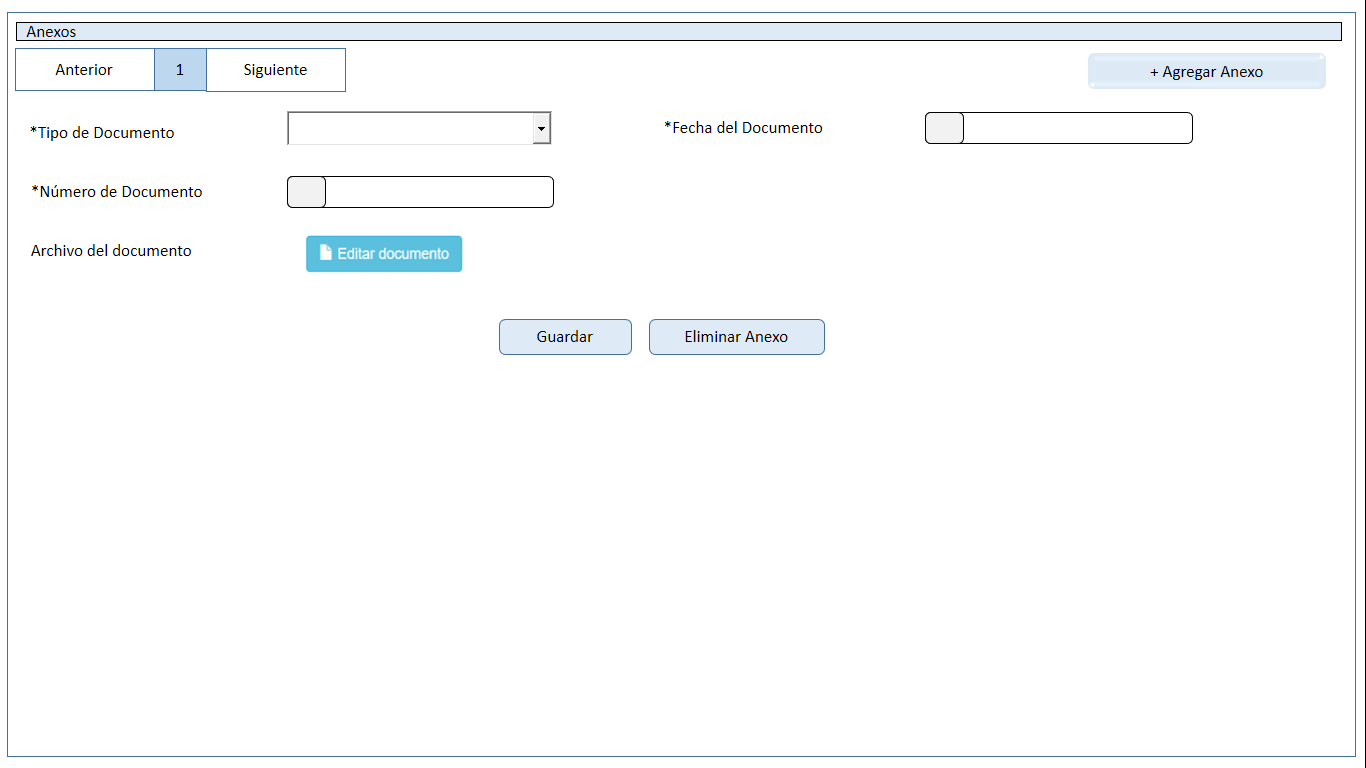 Anexos
Anterior 1 Siguiente
+ Agregar Anexo
*Tipo de Documento
*Fecha del Documento
*Número de Documento
Archivo del documento
Editar documento
Guardar
Eliminar Anexo